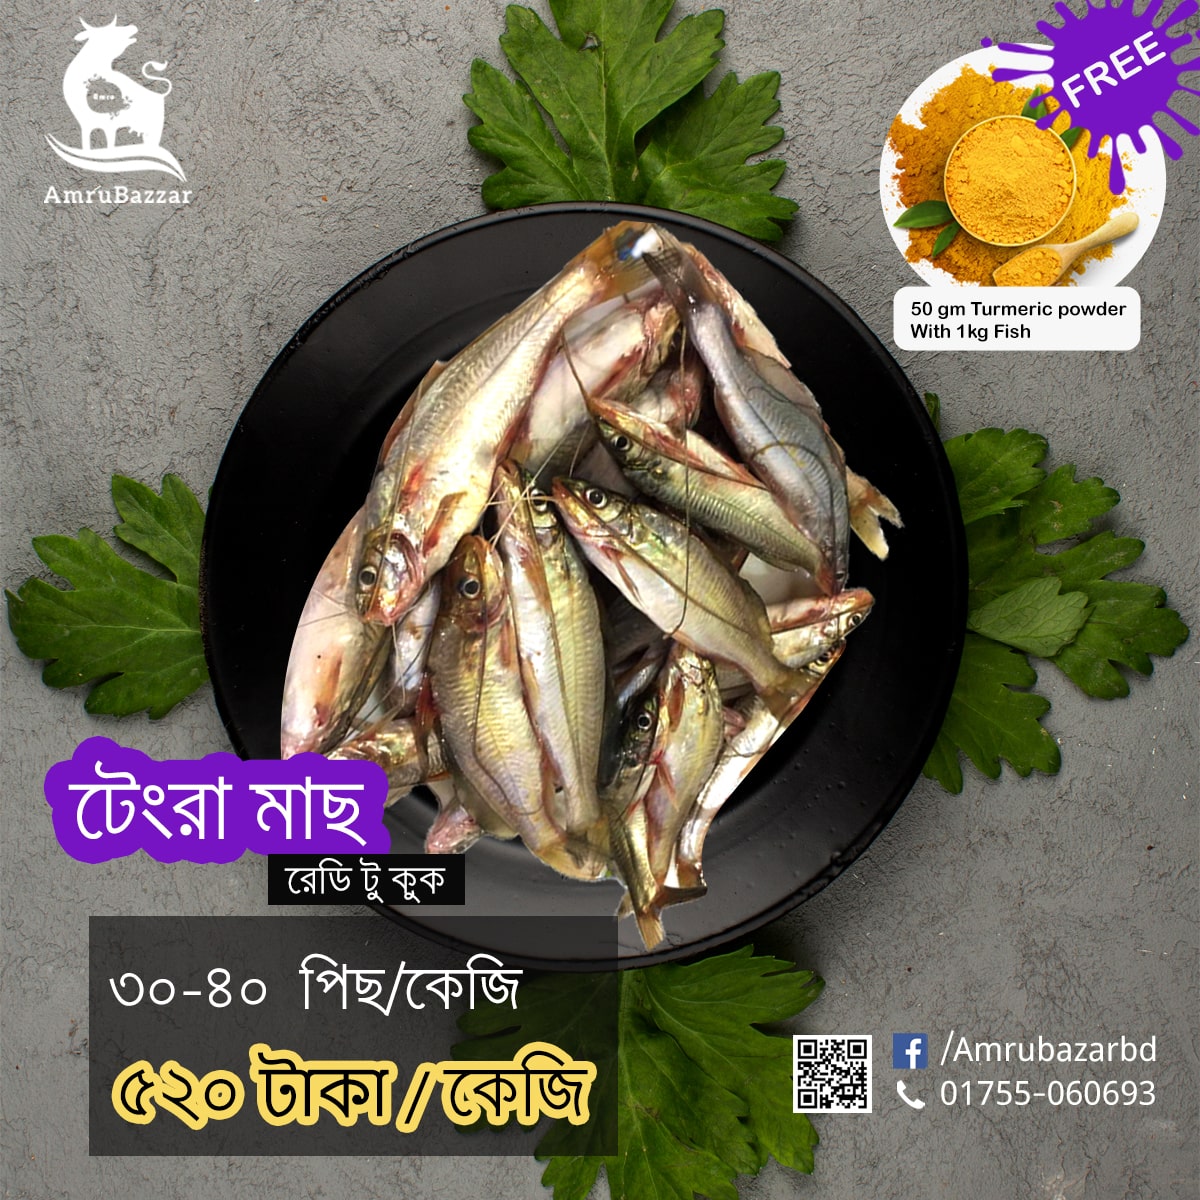 AmruBazzar
FREE
50 gm Turmeric powder
With 1kg Fish
টেংরা মাছ
রেডি টু কুক
৩০-৪০ পিছ/কেজি
৫২০ টাকা / কেজি
/Amrubazarbd
01755-060693